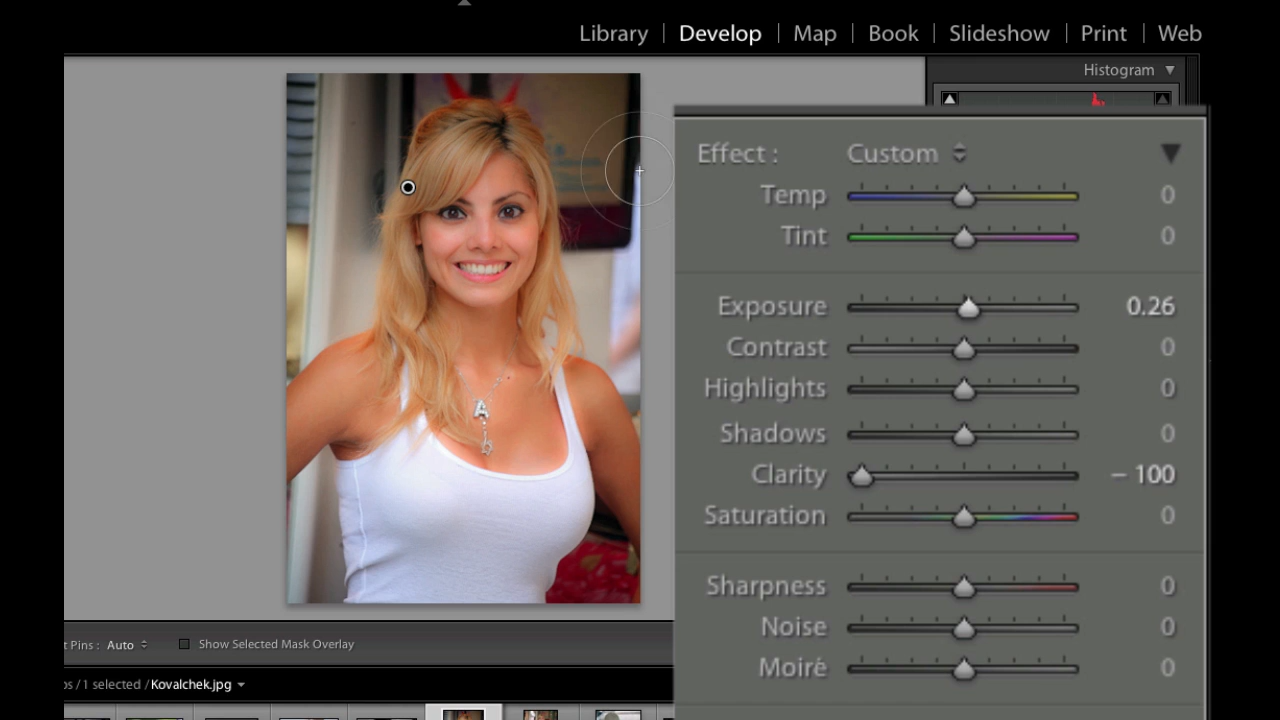 Library | Develop | Map | Book | Slideshow | Print | Web
Histogram
Effect : Custom
Temp 0
Tint 0
Exposure 0.26
Contrast 0
Highlights 0
Shadows 0
Clarity – 100
Saturation 0
Sharpness 0
Noise 0
Moiré 0
A
b
t Pins : Auto Show Selected Mask Overlay
os / 1 selected / Kovalchek.jpg